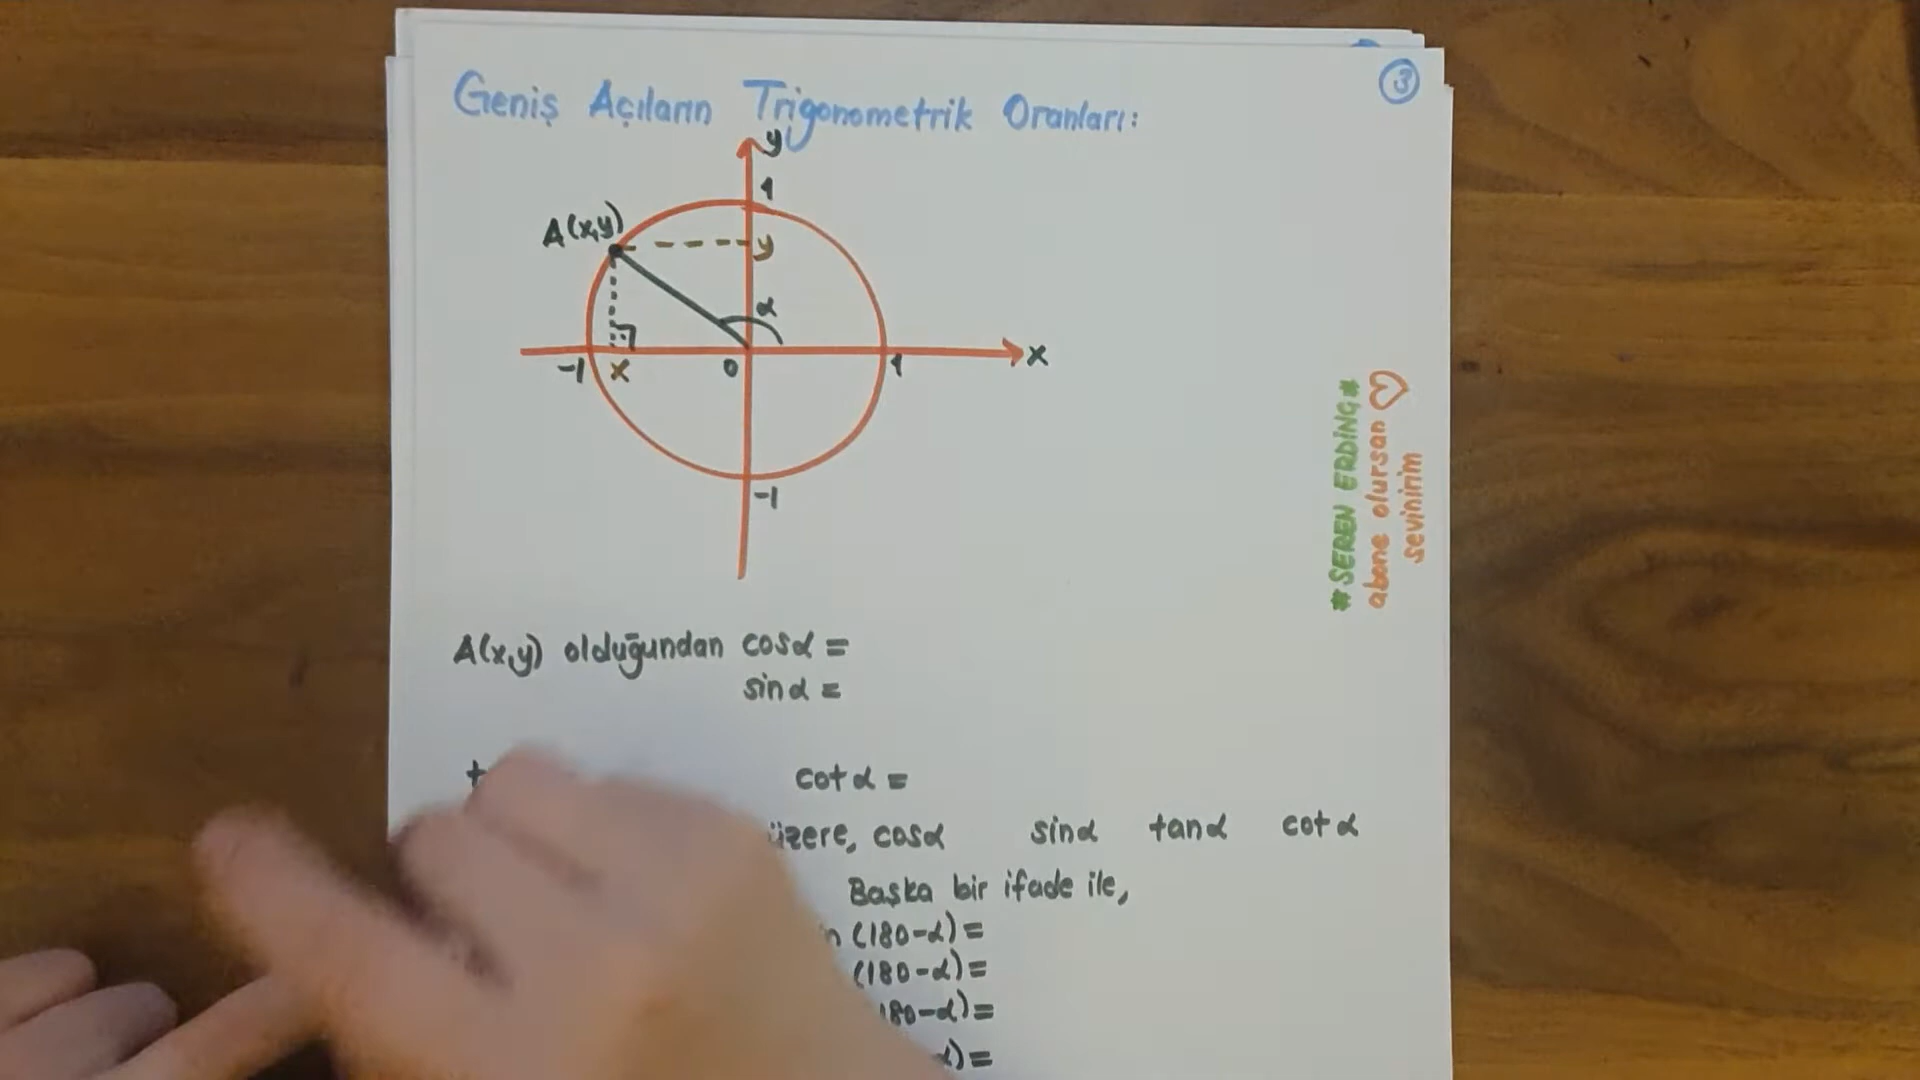 Geniş Açıların Trigonometrik Oranları:
3
y
1
A(x,y)
y
α
-1
x
0
1
x
-1
#SEREN ERDİNÇ#
abone olursan ♡
sevinirim
A(x,y) olduğundan cosα =
sinα =
cotα =
üzere, cosα sinα tanα cotα
Başka bir ifade ile,
(180-α)=
(180-α)=
180-α)=
α)=